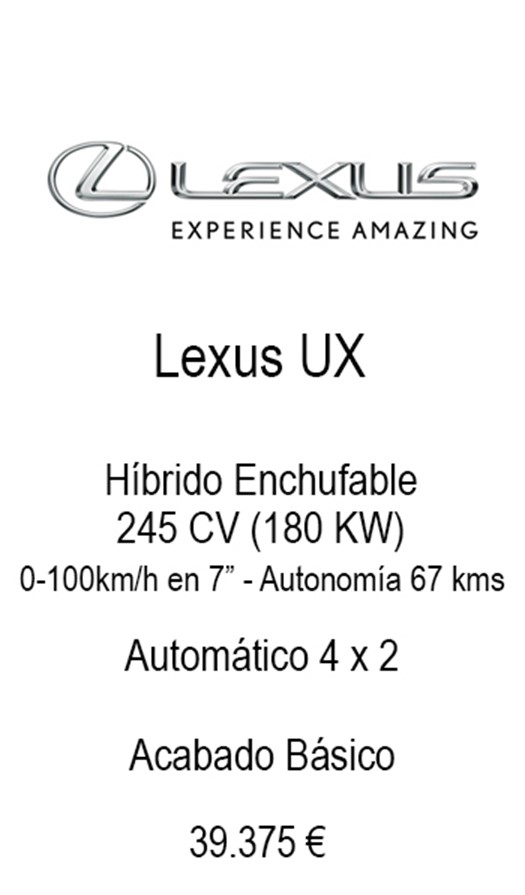 LEXUS
EXPERIENCE AMAZING
Lexus UX
Híbrido Enchufable
245 CV (180 KW)
0-100km/h en 7” - Autonomía 67 kms
Automático 4 x 2
Acabado Básico
39.375 €